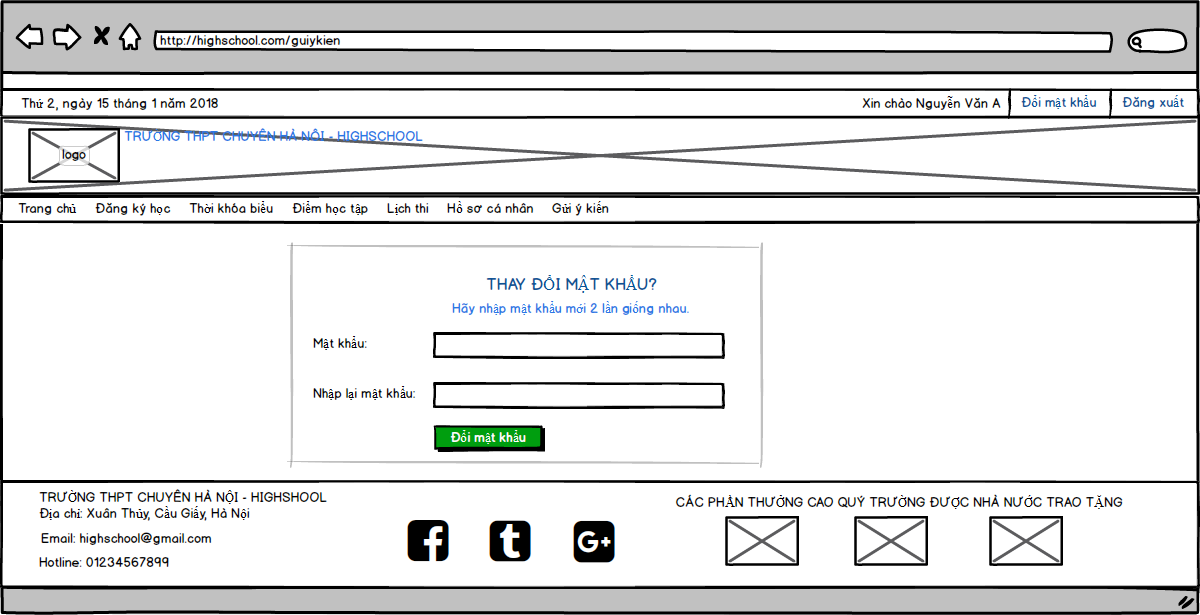 http://highschool.com/guiykien
Thứ 2, ngày 15 tháng 1 năm 2018
Xin chào Nguyễn Văn A
Đổi mật khẩu
Đăng xuất
TRƯỜNG THPT CHUYÊN HÀ NỘI - HIGHSCHOOL
logo
Trang chủ Đăng ký học Thời khóa biểu Điểm học tập Lịch thi Hồ sơ cá nhân Gửi ý kiến
THAY ĐỔI MẬT KHẨU?
Hãy nhập mật khẩu mới 2 lần giống nhau.
Mật khẩu:
Nhập lại mật khẩu:
Đổi mật khẩu
TRƯỜNG THPT CHUYÊN HÀ NỘI - HIGHSHOOL
Địa chỉ: Xuân Thủy, Cầu Giấy, Hà Nội
Email: highschool@gmail.com
Hotline: 01234567899
f
t
G+
CÁC PHẦN THƯỞNG CAO QUÝ TRƯỜNG ĐƯỢC NHÀ NƯỚC TRAO TẶNG